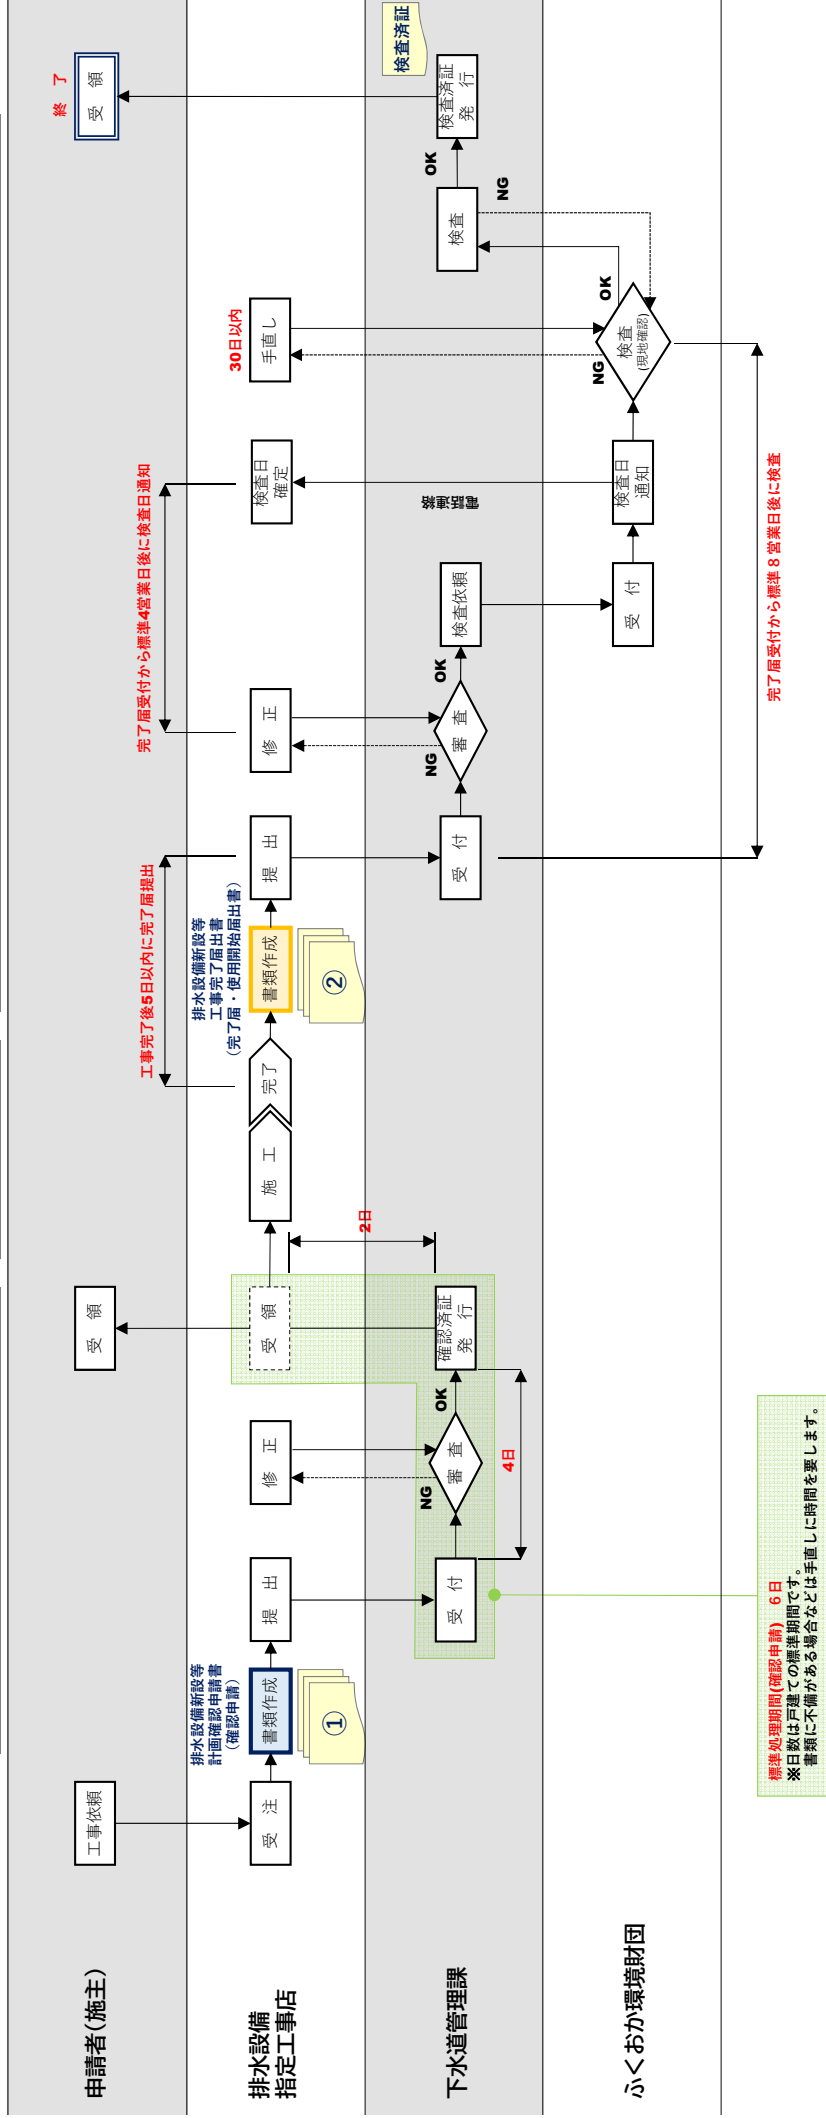 申請者(施主)
工事依頼
受領
終了
受領
排水設備
指定工事店
受注
排水設備新設等
計画確認申請書
(確認申請)
書類作成
①
提出
修正
受領
2日
施工
完了
工事完了後5日以内に完了届提出
排水設備新設等
工事完了届出書
(完了届・使用開始届出書)
書類作成
②
提出
修正
完了届受付から標準4営業日後に検査日通知
検査日
確定
30日以内
手直し
下水道管理課
受付
NG
審査
OK
4日
確認済証
発行
受付
NG
審査
OK
検査依頼
電話連絡
検査
OK
NG
検査済証
発行
検査済証
ふくおか環境財団
受付
検査日
通知
NG
検査
(現地確認)
OK
完了届受付から標準8営業日後に検査
標準処理期間(確認申請) 6日
※日数は戸建ての標準期間です。
書類に不備がある場合などは手直しに時間を要します。